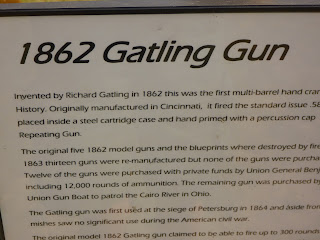 1862 Gatling Gun
Invented by Richard Gatling in 1862 this was the first multi-barrel hand cran
History. Originally manufactured in Cincinnati, it fired the standard issue .58
placed inside a steel cartridge case and hand primed with a percussion cap
Repeating Gun.
The original five 1862 model guns and the blueprints where destroyed by fire
1863 thirteen guns were re-manufactured but none of the guns were purcha
Twelve of the guns were purchased with private funds by Union General Benj
including 12,000 rounds of ammunition. The remaining gun was purchased by
Union Gun Boat to patrol the Cairo River in Ohio.
The Gatling gun was first used at the siege of Petersburg in 1864 and aside from
mishes saw no significant use during the American civil war.
The original model 1862 Gatling gun claimed to be able to fire up to 300 rounds